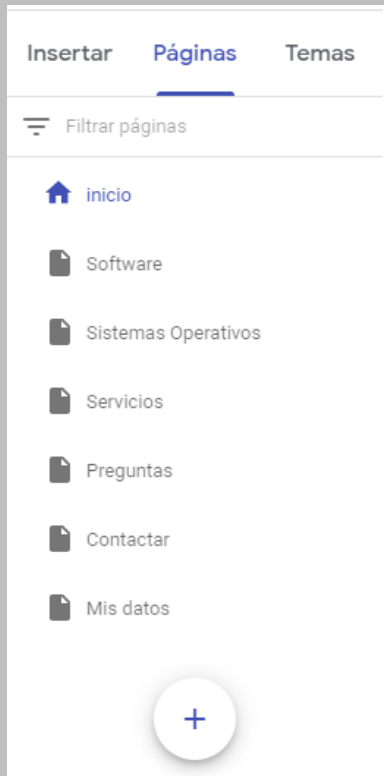 Insertar Páginas Temas
Filtrar páginas
inicio
Software
Sistemas Operativos
Servicios
Preguntas
Contactar
Mis datos
+